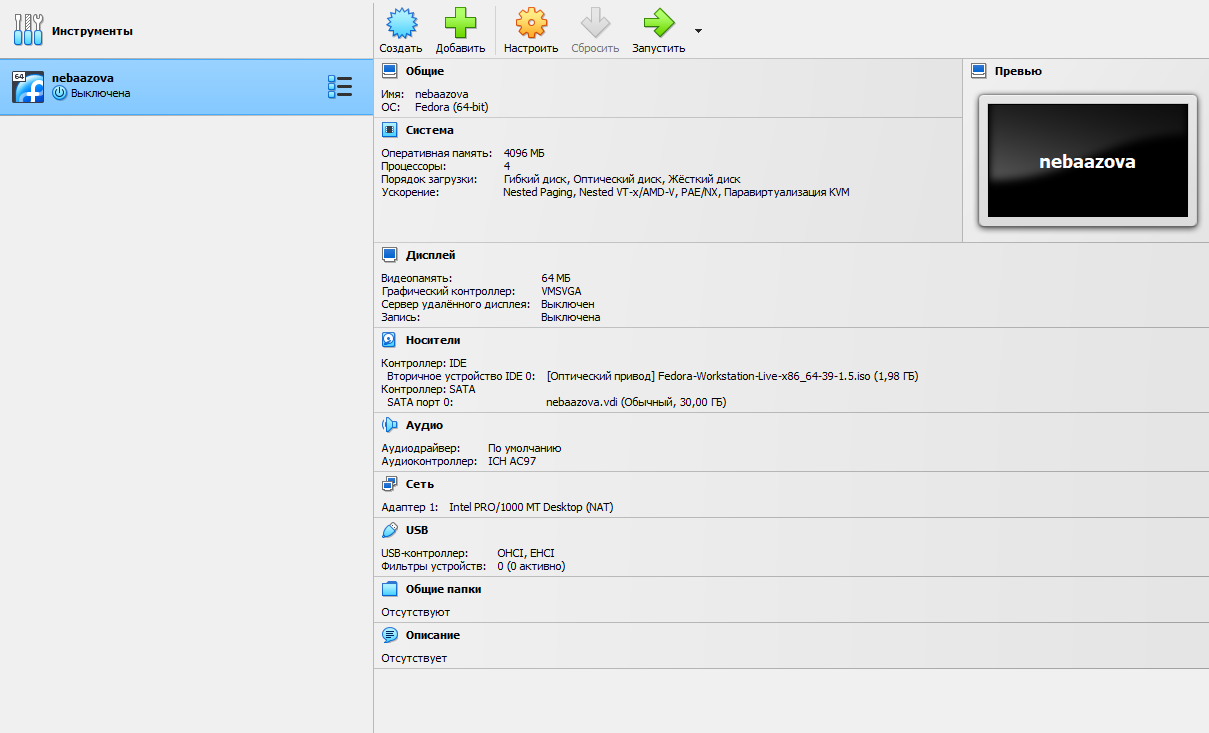 Инструменты
Создать Добавить Настроить Сбросить Запустить
64 nebaazova
Выключена
Общие
Имя: nebaazova
ОС: Fedora (64-bit)
Превью
nebaazova
Система
Оперативная память: 4096 МБ
Процессоры: 4
Порядок загрузки: Гибкий диск, Оптический диск, Жёсткий диск
Ускорение: Nested Paging, Nested VT-x/AMD-V, PAE/NX, Паравиртуализация KVM
Дисплей
Видеопамять: 64 МБ
Графический контроллер: VMSVGA
Сервер удалённого дисплея: Выключен
Запись: Выключена
Носители
Контроллер: IDE
Вторичное устройство IDE 0: [Оптический привод] Fedora-Workstation-Live-x86_64-39-1.5.iso (1,98 ГБ)
Контроллер: SATA
SATA порт 0: nebaazova.vdi (Обычный, 30,00 ГБ)
Аудио
Аудиодрайвер: По умолчанию
Аудиоконтроллер: ICH AC97
Сеть
Адаптер 1: Intel PRO/1000 MT Desktop (NAT)
USB
USB-контроллер: OHCI, EHCI
Фильтры устройств: 0 (0 активно)
Общие папки
Отсутствуют
Описание
Отсутствует